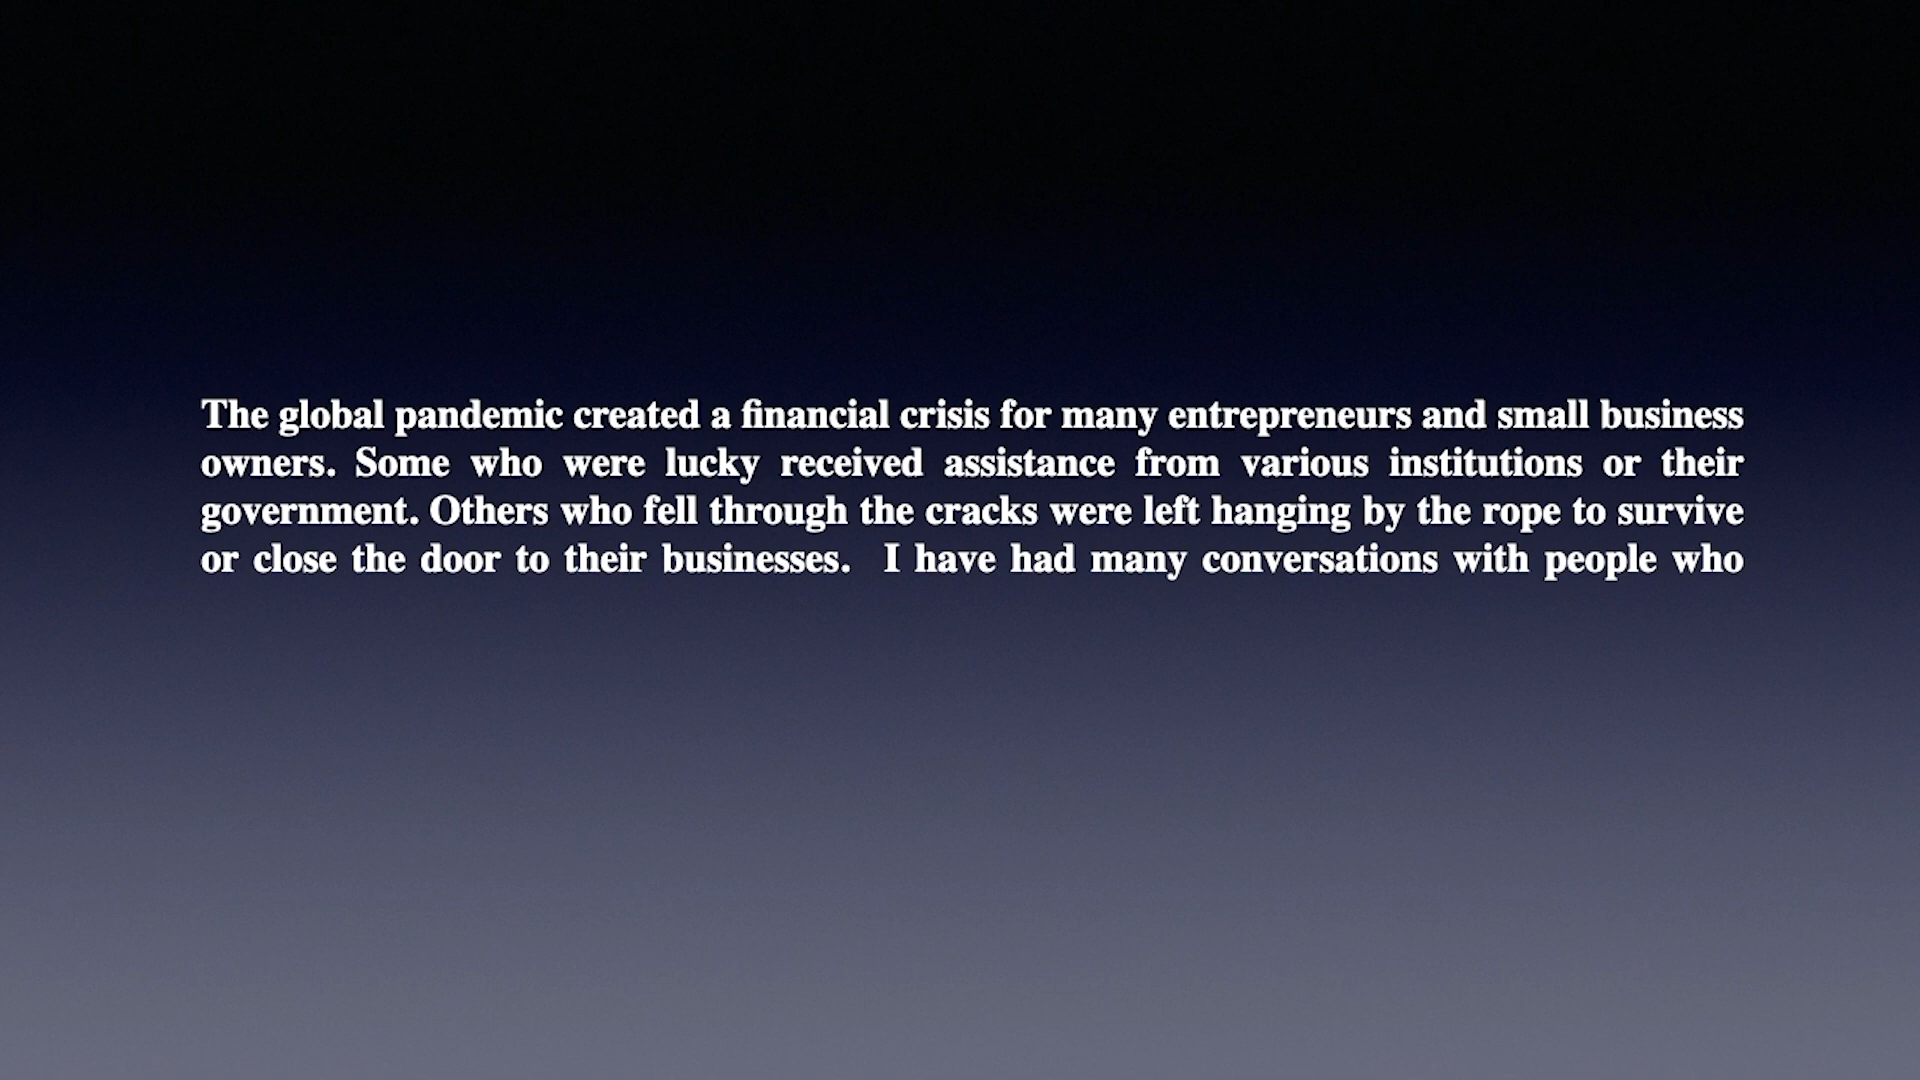 The global pandemic created a financial crisis for many entrepreneurs and small business
owners. Some who were lucky received assistance from various institutions or their
government. Others who fell through the cracks were left hanging by the rope to survive
or close the door to their businesses.  I have had many conversations with people who